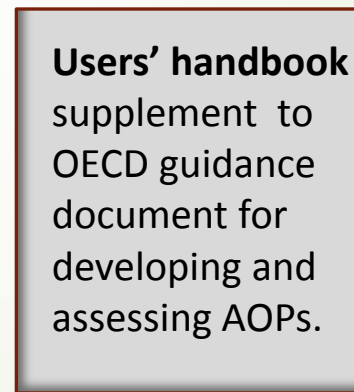 Users’ handbook
supplement to
OECD guidance
document for
developing and
assessing AOPs.